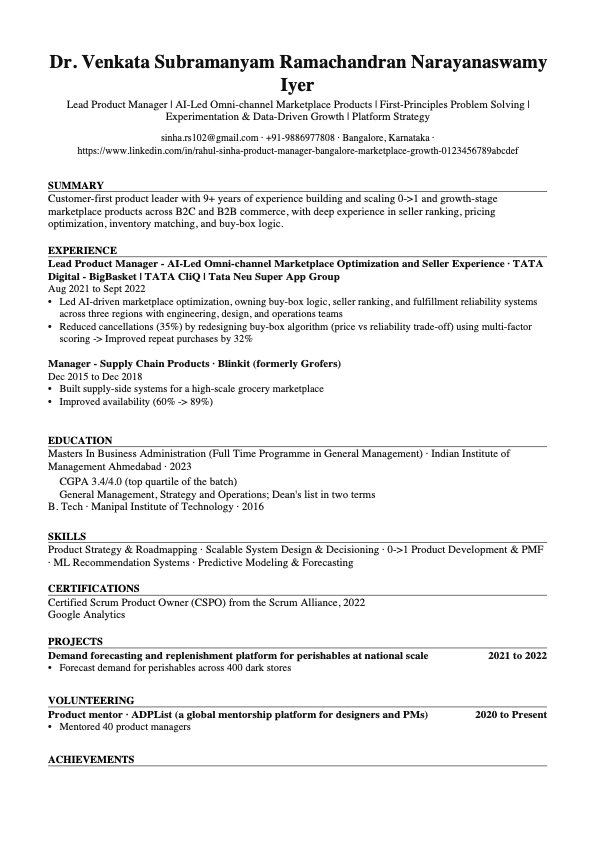 Dr. Venkata Subramanyam Ramachandran Narayanaswamy
Iyer
Lead Product Manager | AI-Led Omni-channel Marketplace Products | First-Principles Problem Solving |
Experimentation & Data-Driven Growth | Platform Strategy
sinha.rs102@gmail.com · +91-9886977808 · Bangalore, Karnataka ·
https://www.linkedin.com/in/rahul-sinha-product-manager-bangalore-marketplace-growth-0123456789abcdef
SUMMARY
Customer-first product leader with 9+ years of experience building and scaling 0->1 and growth-stage
marketplace products across B2C and B2B commerce, with deep experience in seller ranking, pricing
optimization, inventory matching, and buy-box logic.
EXPERIENCE
Lead Product Manager - AI-Led Omni-channel Marketplace Optimization and Seller Experience · TATA
Digital - BigBasket | TATA CliQ | Tata Neu Super App Group
Aug 2021 to Sept 2022
• Led AI-driven marketplace optimization, owning buy-box logic, seller ranking, and fulfillment reliability systems
across three regions with engineering, design, and operations teams
• Reduced cancellations (35%) by redesigning buy-box algorithm (price vs reliability trade-off) using multi-factor
scoring -> Improved repeat purchases by 32%
Manager - Supply Chain Products · Blinkit (formerly Grofers)
Dec 2015 to Dec 2018
• Built supply-side systems for a high-scale grocery marketplace
• Improved availability (60% -> 89%)
EDUCATION
Masters In Business Administration (Full Time Programme in General Management) · Indian Institute of
Management Ahmedabad · 2023
CGPA 3.4/4.0 (top quartile of the batch)
General Management, Strategy and Operations; Dean's list in two terms
B. Tech · Manipal Institute of Technology · 2016
SKILLS
Product Strategy & Roadmapping · Scalable System Design & Decisioning · 0->1 Product Development & PMF
· ML Recommendation Systems · Predictive Modeling & Forecasting
CERTIFICATIONS
Certified Scrum Product Owner (CSPO) from the Scrum Alliance, 2022
Google Analytics
PROJECTS
Demand forecasting and replenishment platform for perishables at national scale 2021 to 2022
• Forecast demand for perishables across 400 dark stores
VOLUNTEERING
Product mentor · ADPList (a global mentorship platform for designers and PMs) 2020 to Present
• Mentored 40 product managers
ACHIEVEMENTS